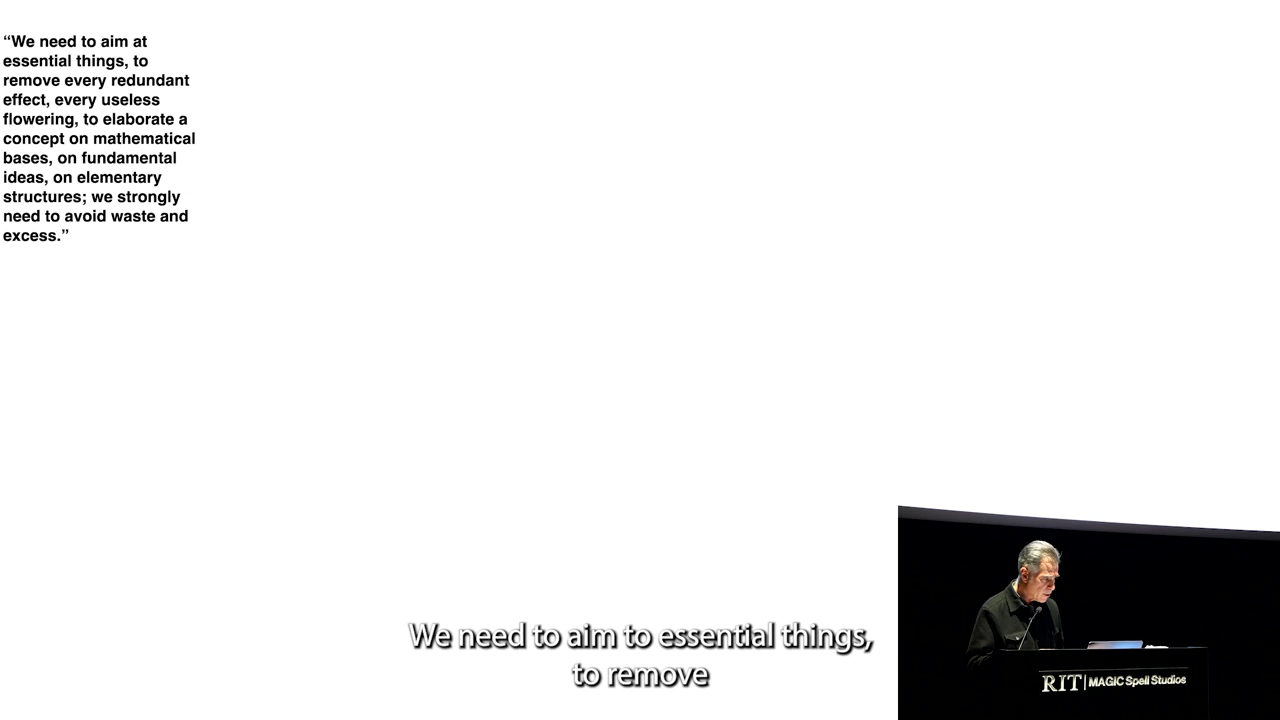 “We need to aim at
essential things, to
remove every redundant
effect, every useless
flowering, to elaborate a
concept on mathematical
bases, on fundamental
ideas, on elementary
structures; we strongly
need to avoid waste and
excess.”
We need to aim to essential things,
to remove
RIT | MAGIC Spell Studios